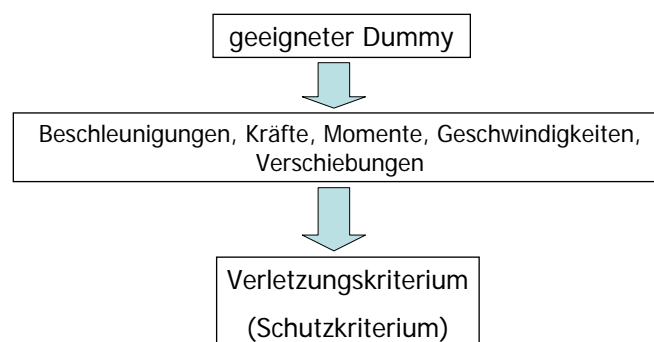 geeigneter Dummy
Beschleunigungen, Kräfte, Momente, Geschwindigkeiten,
Verschiebungen
Verletzungskriterium
(Schutzkriterium)